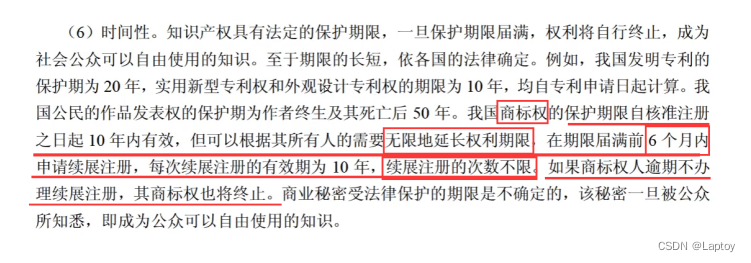 （6）时间性。知识产权具有法定的保护期限，一旦保护期限届满，权利将自行终止，成为
社会公众可以自由使用的知识。至于期限的长短，依各国的法律确定。例如，我国发明专利的
保护期为 20 年，实用新型专利权和外观设计专利权的期限为 10 年，均自专利申请日起计算。我
国公民的作品发表权的保护期为作者终生及其死亡后 50 年。我国商标权的保护期限自核准注册
之日起 10 年内有效，但可以根据其所有人的需要无限地延长权利期限，在期限届满前 6 个月内
申请续展注册，每次续展注册的有效期为 10 年，续展注册的次数不限。如果商标权人逾期不办
理续展注册，其商标权也将终止。商业秘密受法律保护的期限是不确定的，该秘密一旦被公众
所知悉，即成为公众可以自由使用的知识。
CSDN @Laptoy